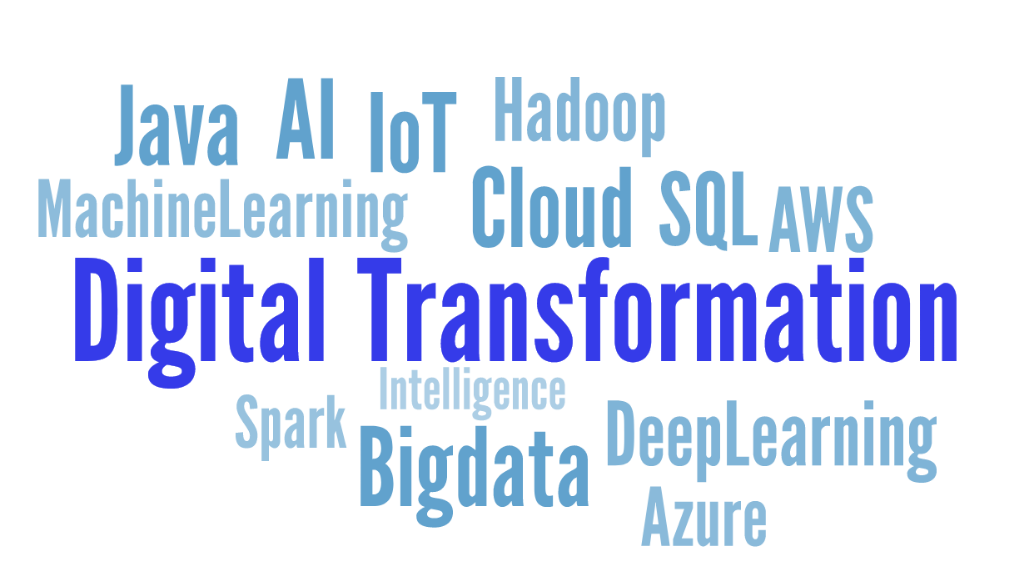 Java AI IoT Hadoop
MachineLearning Cloud SQL AWS
Digital Transformation
Intelligence
Spark Bigdata DeepLearning
Azure